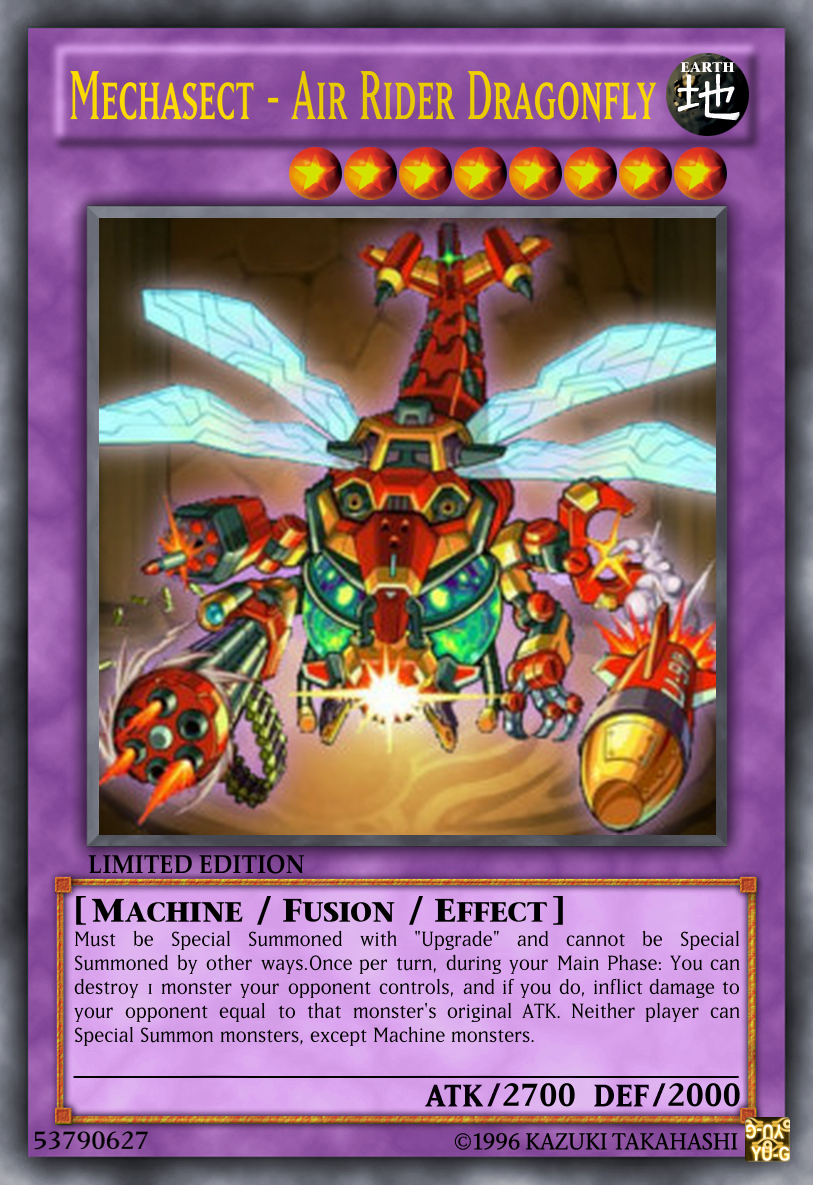 Mechasect - Air Rider Dragonfly
EARTH
地
LIMITED EDITION
[ Machine / Fusion / Effect ]
Must be Special Summoned with "Upgrade" and cannot be Special
Summoned by other ways.Once per turn, during your Main Phase: You can
destroy 1 monster your opponent controls, and if you do, inflict damage to
your opponent equal to that monster's original ATK. Neither player can
Special Summon monsters, except Machine monsters.
ATK/2700 DEF/2000
53790627
©1996 KAZUKI TAKAHASHI